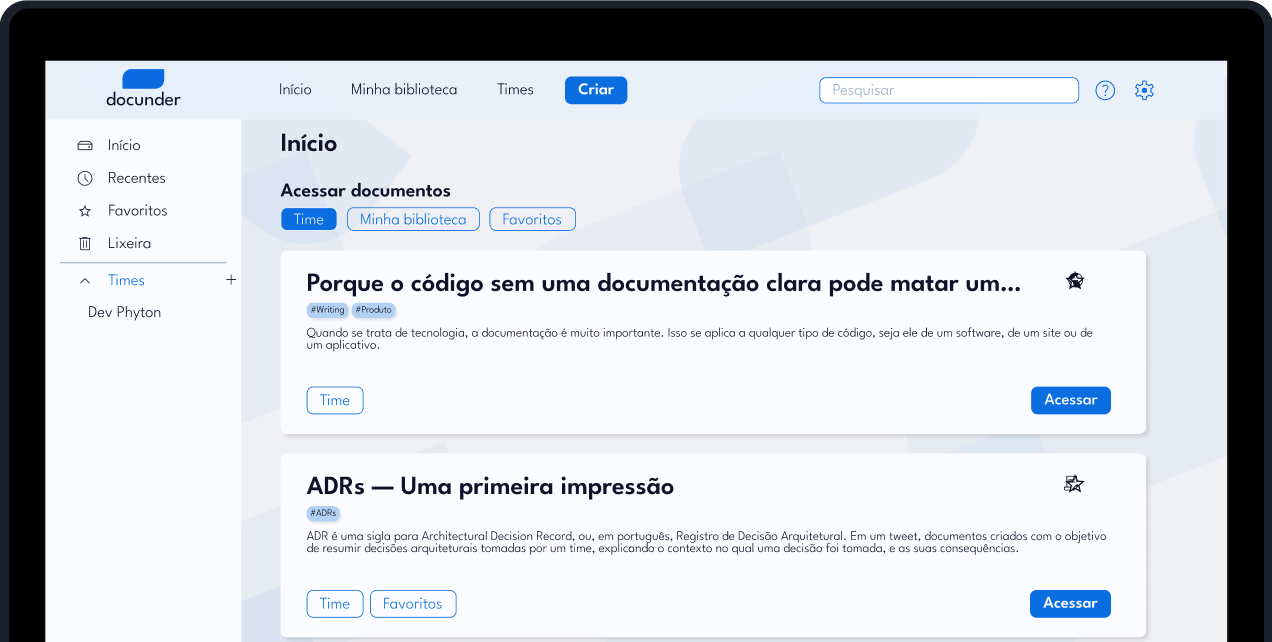 docunder
Início
Minha biblioteca
Times
Criar
Pesquisar
?
Início
Recentes
Favoritos
Lixeira
Times +
Dev Phyton
Início
Acessar documentos
Time
Minha biblioteca
Favoritos
Porque o código sem uma documentação clara pode matar um...
#Writing #Produto
Quando se trata de tecnologia, a documentação é muito importante. Isso se aplica a qualquer tipo de código, seja ele de um software, de um site ou de
um aplicativo.
Time
Acessar
ADRs — Uma primeira impressão
#ADRs
ADR é uma sigla para Architectural Decision Record, ou, em português, Registro de Decisão Arquitetural. Em um tweet, documentos criados com o objetivo
de resumir decisões arquiteturais tomadas por um time, explicando o contexto no qual uma decisão foi tomada, e as suas consequências.
Time
Favoritos
Acessar